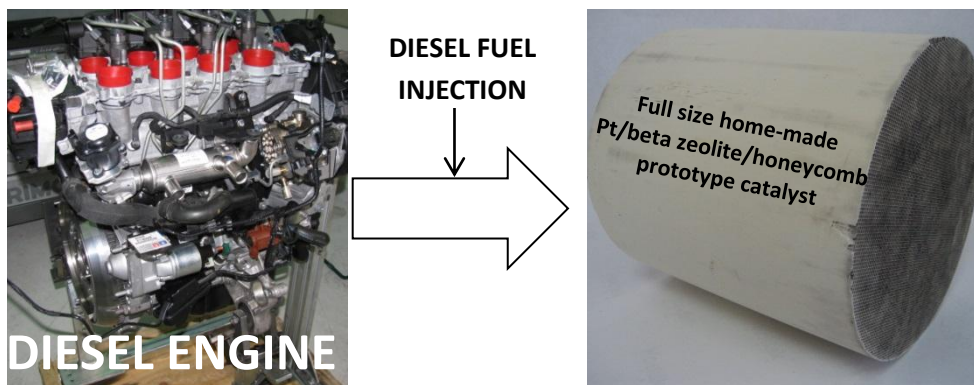 DIESEL ENGINE
DIESEL FUEL
INJECTION
Full size home-made
Pt/beta zeolite/honeycomb
prototype catalyst